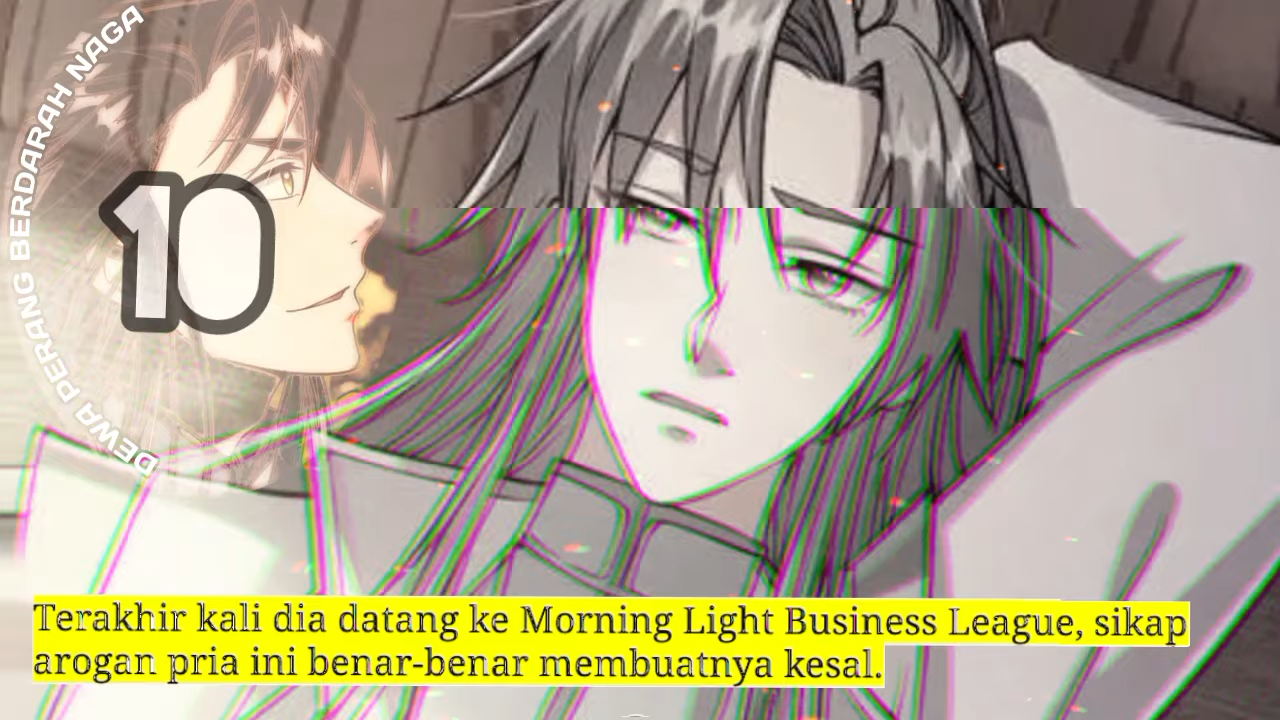 DEWA PERANG BERDARAH NAGA
10
Terakhir kali dia datang ke Morning Light Business League, sikap
arogan pria ini benar-benar membuatnya kesal.